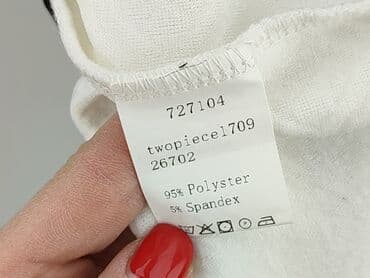 727104
twopiece1709
26702
95% Polyster
5% Spandex